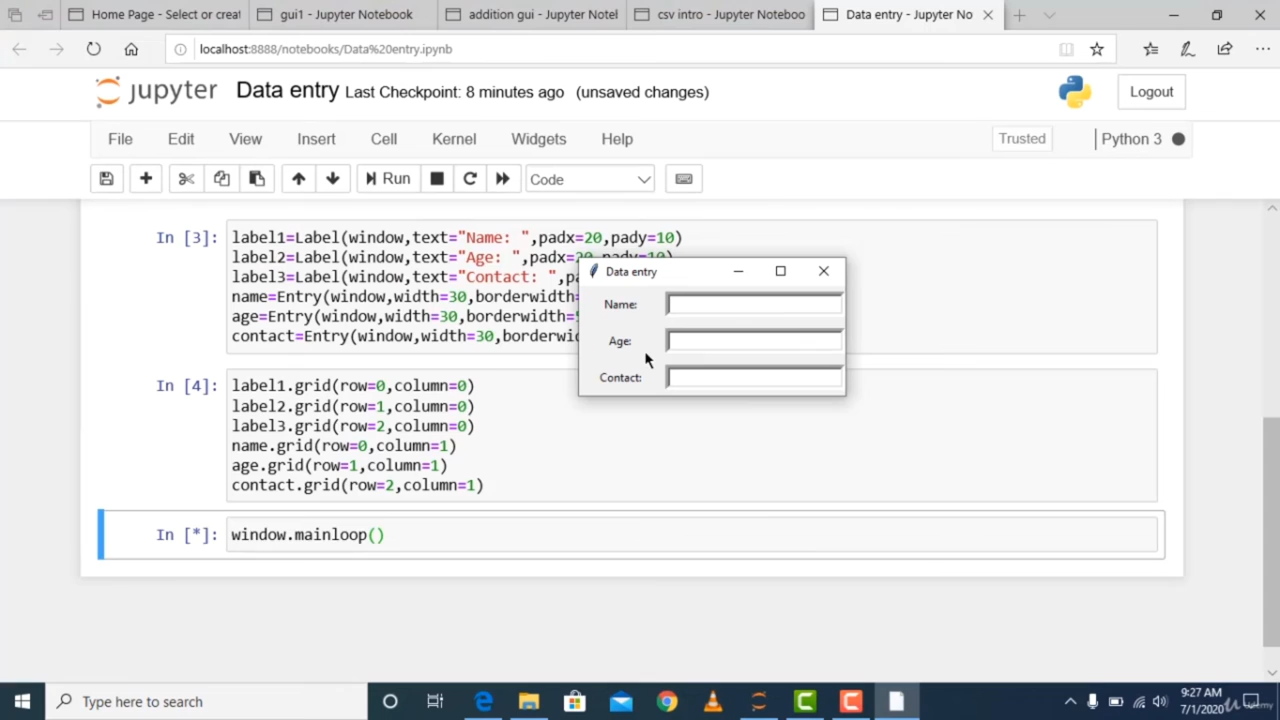 Home Page - Select or creat
gui1 - Jupyter Notebook
addition gui - Jupyter Notel
csv intro - Jupyter Noteboo
Data entry - Jupyter No
localhost:8888/notebooks/Data%20entry.ipynb
jupyter Data entry Last Checkpoint: 8 minutes ago (unsaved changes)
Logout
File Edit View Insert Cell Kernel Widgets Help
Trusted
Python 3
Run
Code
In [3]:
label1=Label(window,text="Name: ",padx=20,pady=10)
label2=Label(window,text="Age: ",padx=20,pady=10)
label3=Label(window,text="Contact: ",pa
name=Entry(window,width=30,borderwidth=
age=Entry(window,width=30,borderwidth=5
contact=Entry(window,width=30,borderwid
Data entry
Name:
Age:
Contact:
In [4]:
label1.grid(row=0,column=0)
label2.grid(row=1,column=0)
label3.grid(row=2,column=0)
name.grid(row=0,column=1)
age.grid(row=1,column=1)
contact.grid(row=2,column=1)
In [*]:
window.mainloop()
Type here to search
9:27 AM
7/1/2020
Udemy